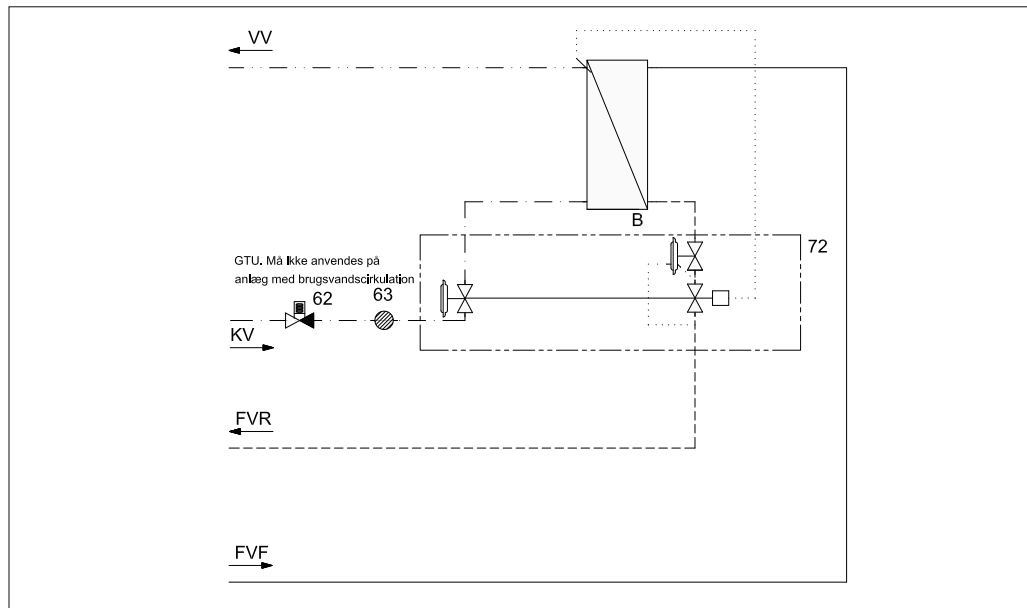 VV
B
72
GTU. Må Ikke anvendes på
anlæg med brugsvandscirkulation
62
63
KV
FVR
FVF